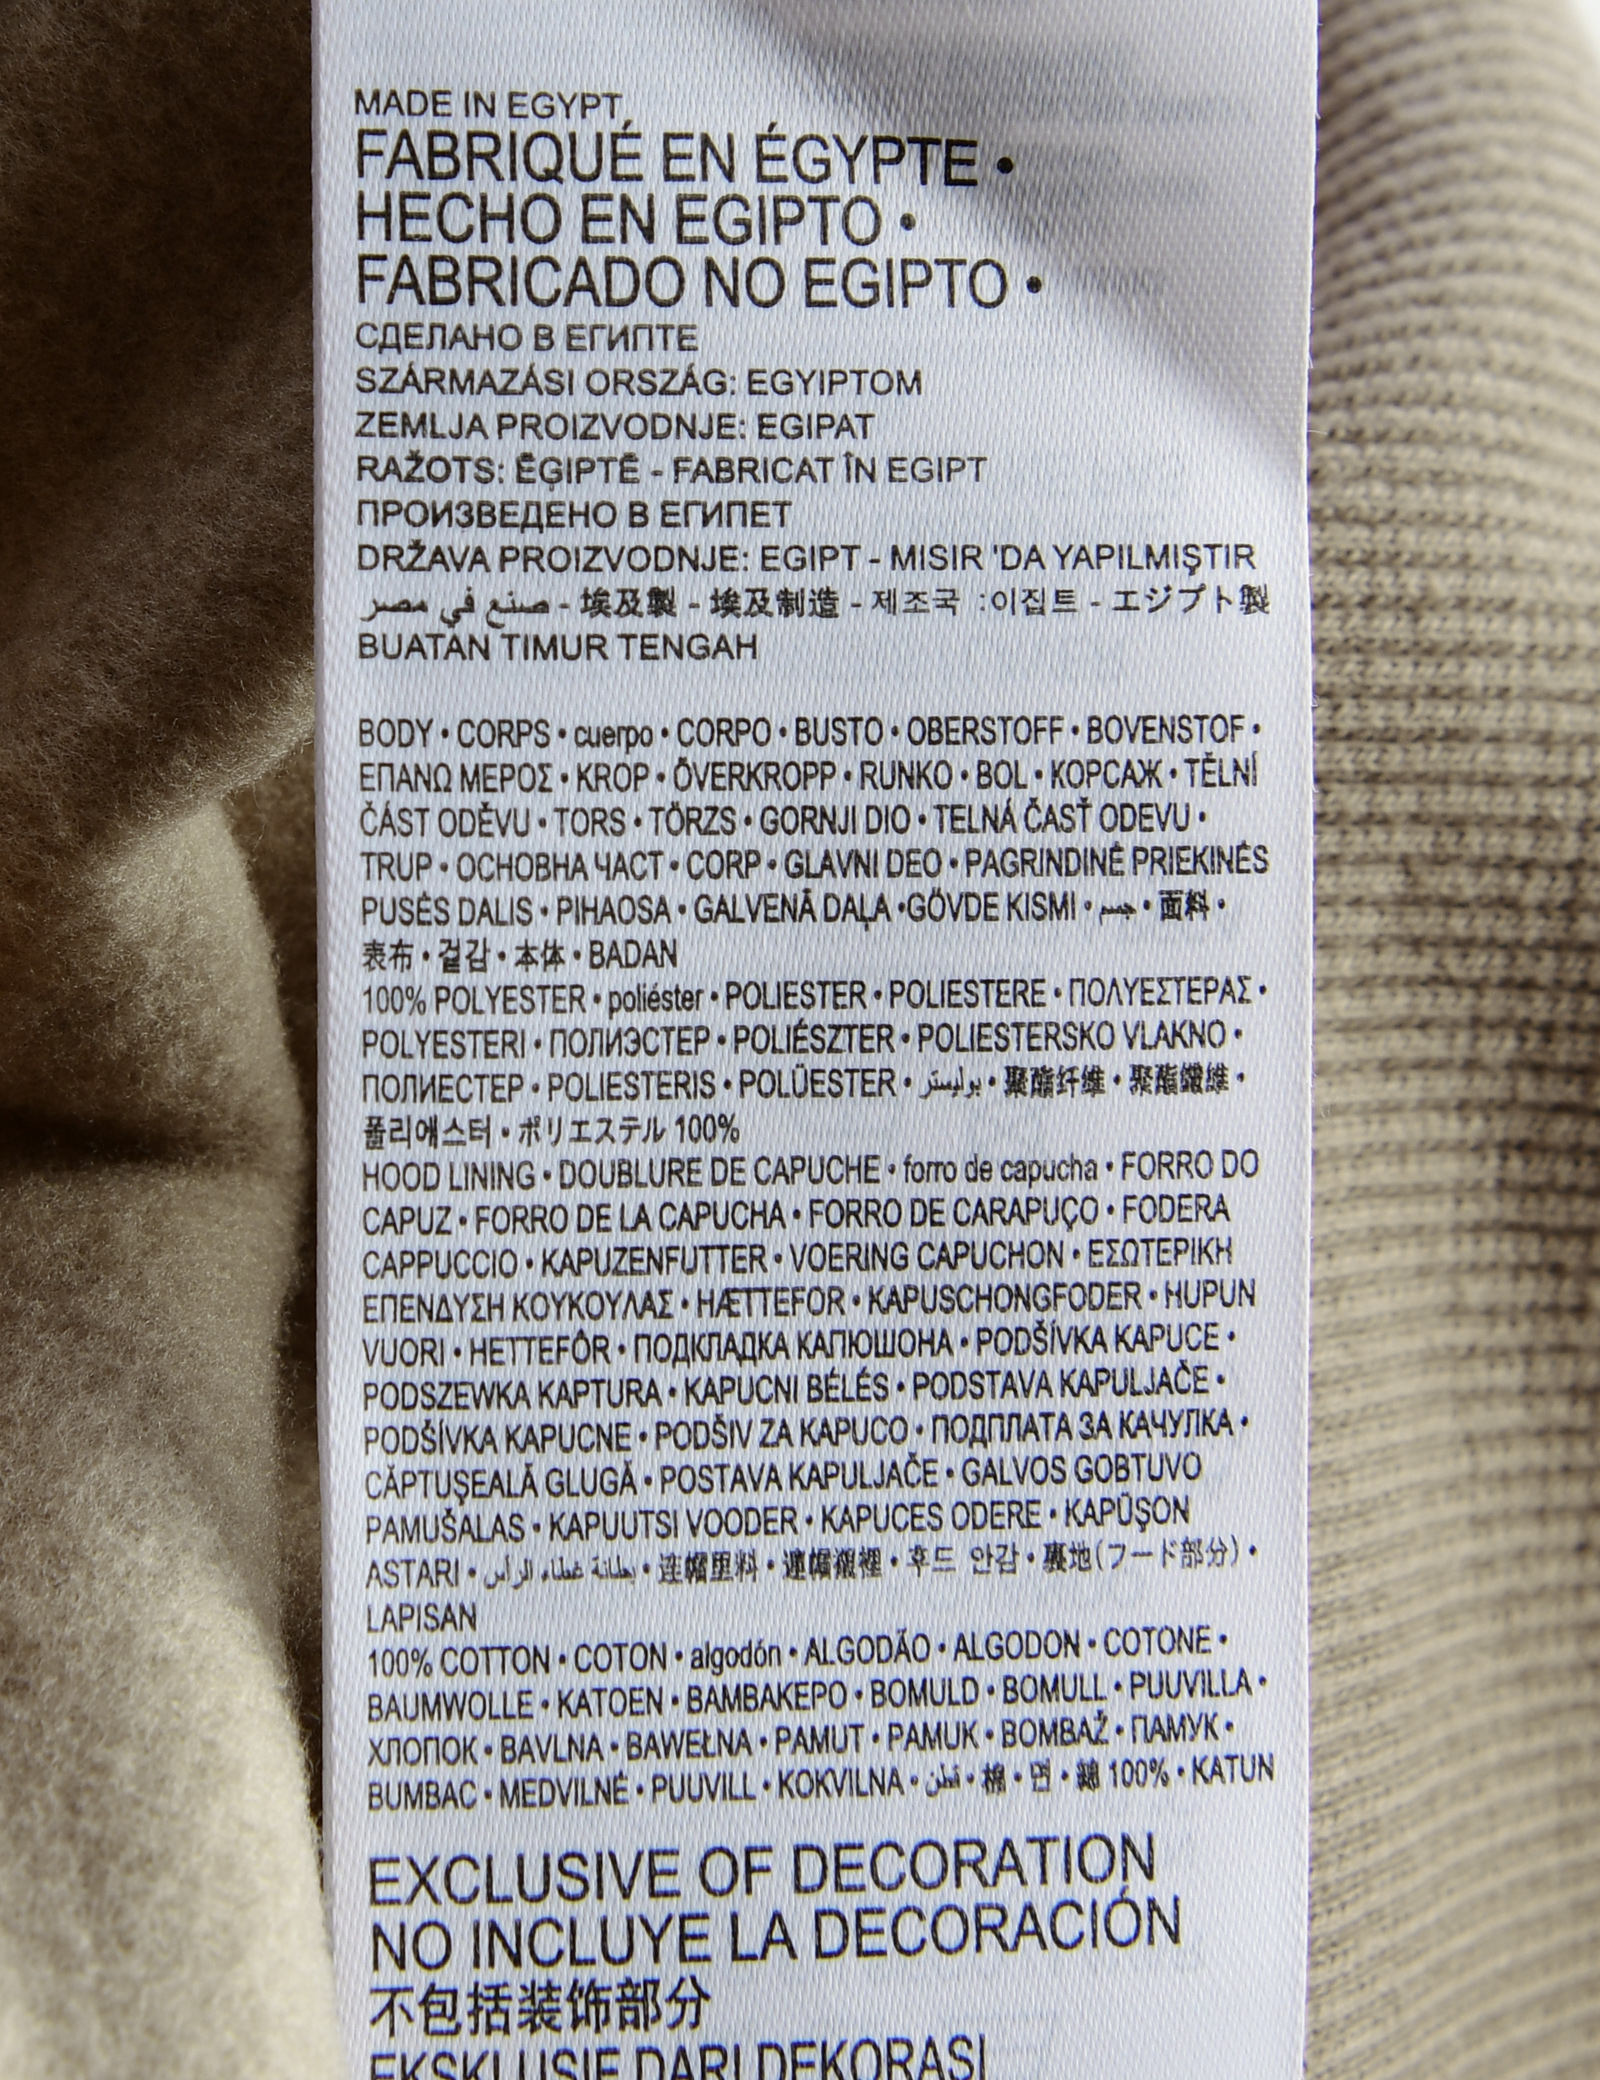 MADE IN EGYPT
FABRIQUÉ EN ÉGYPTE •
HECHO EN EGIPTO •
FABRICADO NO EGIPTO •
СДЕЛАНО В ЕГИПТЕ
SZÁRMAZÁSI ORSZÁG: EGYIPTOM
ZEMLJA PROIZVODNJE: EGIPAT
RAŽOTS: ĒĢIPTĒ - FABRICAT ÎN EGIPT
ПРОИЗВЕДЕНО В ЕГИПЕТ
DRŽAVA PROIZVODNJE: EGIPT - MISIR 'DA YAPILMIŞTIR
صنع في مصر - 埃及製 - 埃及制造 - 제조국 :이집트 - エジプト製
BUATAN TIMUR TENGAH
BODY • CORPS • cuerpo • CORPO • BUSTO • OBERSTOFF • BOVENSTOF •
ΕΠΑΝΩ ΜΕΡΟΣ • KROP • ÖVERKROPP • RUNKO • BOL • КОРСАЖ • TĚLNÍ
ČÁST ODĚVU • TORS • TÖRZS • GORNJI DIO • TELNÁ ČASŤ ODEVU •
TRUP • ОСНОВНА ЧАСТ • CORP • GLAVNI DEO • PAGRINDINĖ PRIEKINĖS
PUSĖS DALIS • PIHAOSA • GALVENĀ DAĻA •GÖVDE KISMI • جسم • 面料 •
表布 • 겉감 • 本体 • BADAN
100% POLYESTER • poliéster • POLIESTER • POLIESTERE • ΠΟΛΥΕΣΤΕΡΑΣ •
POLYESTERI • ПОЛИЭСТЕР • POLIÉSZTER • POLIESTERSKO VLAKNO •
ПОЛИЕСТЕР • POLIESTERIS • POLÜESTER • بوليستر • 聚酯纤维 • 聚酯纖維 •
폴리에스터 • ポリエステル 100%
HOOD LINING • DOUBLURE DE CAPUCHE • forro de capucha • FORRO DO
CAPUZ • FORRO DE LA CAPUCHA • FORRO DE CARAPUÇO • FODERA
CAPPUCCIO • KAPUZENFUTTER • VOERING CAPUCHON • ΕΣΩΤΕΡΙΚΗ
ΕΠΕΝΔΥΣΗ ΚΟΥΚΟΥΛΑΣ • HÆTTEFOR • KAPUSCHONGFODER • HUPUN
VUORI • HETTEFÔR • ПОДКЛАДКА КАПЮШОНА • PODŠÍVKA KAPUCE •
PODSZEWKA KAPTURA • KAPUCNI BÉLÉS • PODSTAVA KAPULJAČE •
PODŠÍVKA KAPUCNE • PODŠIV ZA KAPUCO • ПОДПЛАТА ЗА КАЧУЛКА •
CĂPTUŞEALĂ GLUGĂ • POSTAVA KAPULJAČE • GALVOS GOBTUVO
PAMUŠALAS • KAPUUTSI VOODER • KAPUCES ODERE • KAPÜŞON
ASTARI • بطانة غطاء الرأس • 连帽里料 • 連帽襯裡 • 후드 안감 • 裏地(フード部分) •
LAPISAN
100% COTTON • COTON • algodón • ALGODÃO • ALGODON • COTONE •
BAUMWOLLE • KATOEN • ΒΑΜΒΑΚΕΡΟ • BOMULD • BOMULL • PUUVILLA •
ХЛОПОК • BAVLNA • BAWEŁNA • PAMUT • PAMUK • BOMBAŽ • ПАМУК •
BUMBAC • MEDVILNĖ • PUUVILL • KOKVILNA • قطن • 棉 • 면 • 綿 100% • KATUN
EXCLUSIVE OF DECORATION
NO INCLUYE LA DECORACIÓN
不包括装饰部分
EKSKLUSIF DARI DEKORASI